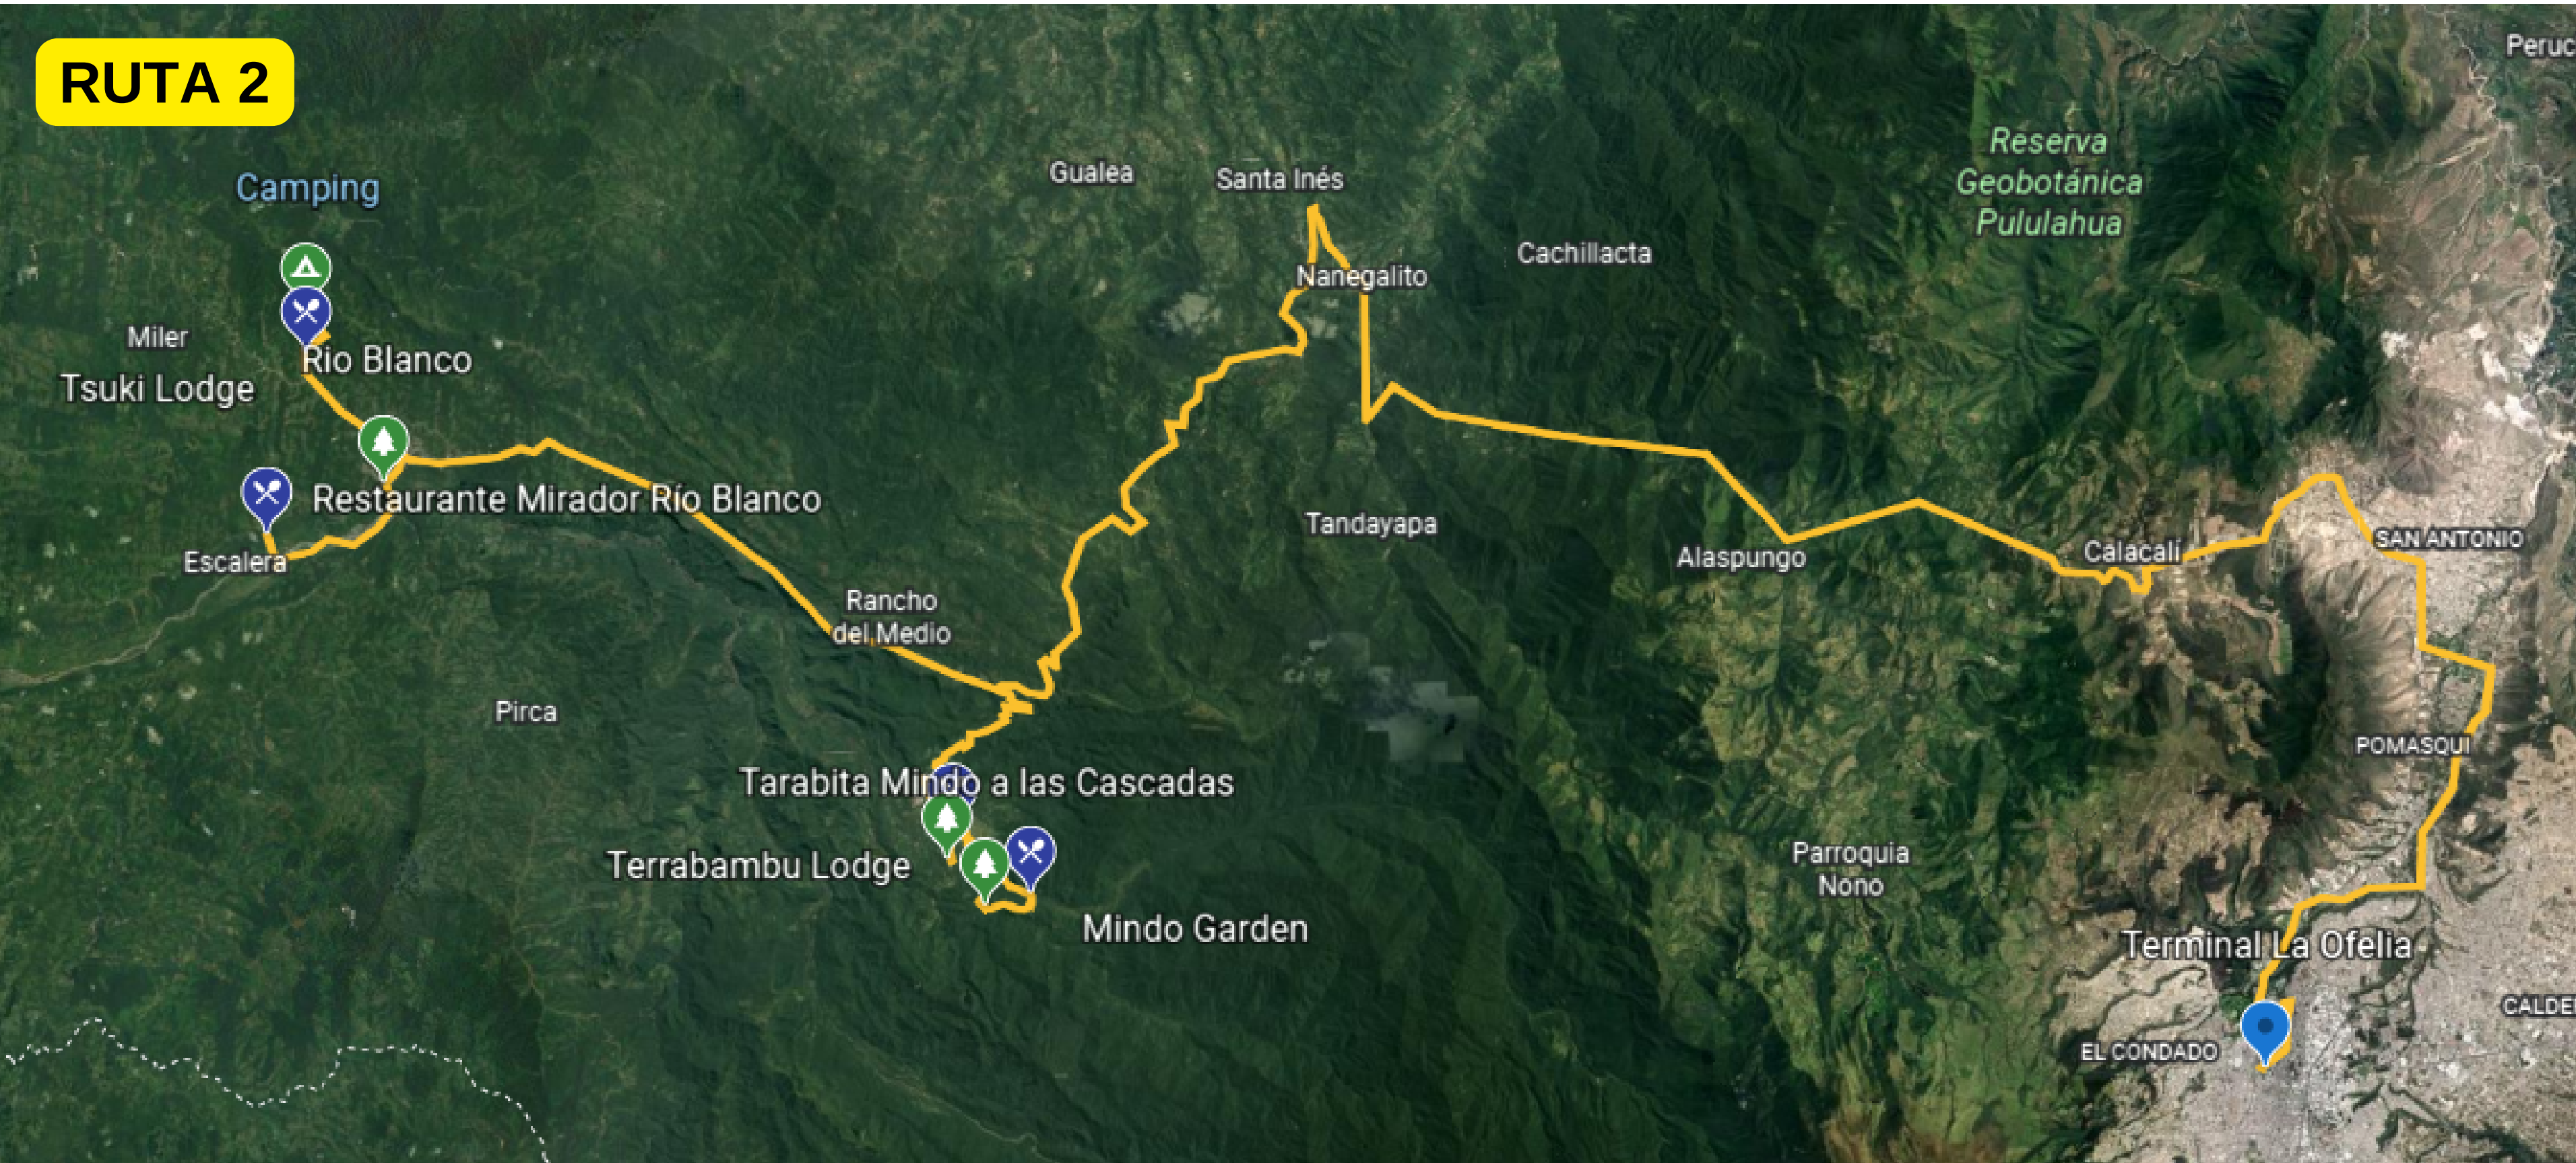 RUTA 2
Peruc
Reserva
Geobotánica
Pululahua
Camping
Gualea
Santa Inés
Cachillacta
Nanegalito
Miler
Rio Blanco
Tsuki Lodge
Restaurante Mirador Río Blanco
Escalera
Tandayapa
Alaspungo
Calacalí
SAN ANTONIO
Rancho
del Medio
Pirca
POMASQUI
Tarabita Mindo a las Cascadas
Terrabambu Lodge
Parroquia
Nono
Mindo Garden
Terminal La Ofelia
CALDE
EL CONDADO